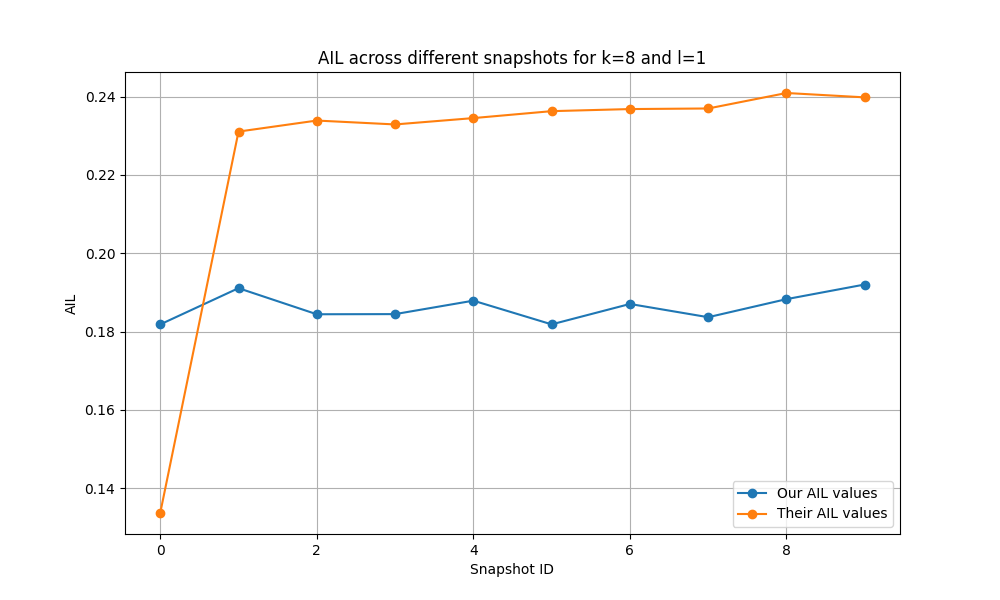 AIL across different snapshots for k=8 and l=1
0.24
0.22
0.20
0.18
0.16
0.14
AIL
0 2 4 6 8
Snapshot ID
Our AIL values
Their AIL values